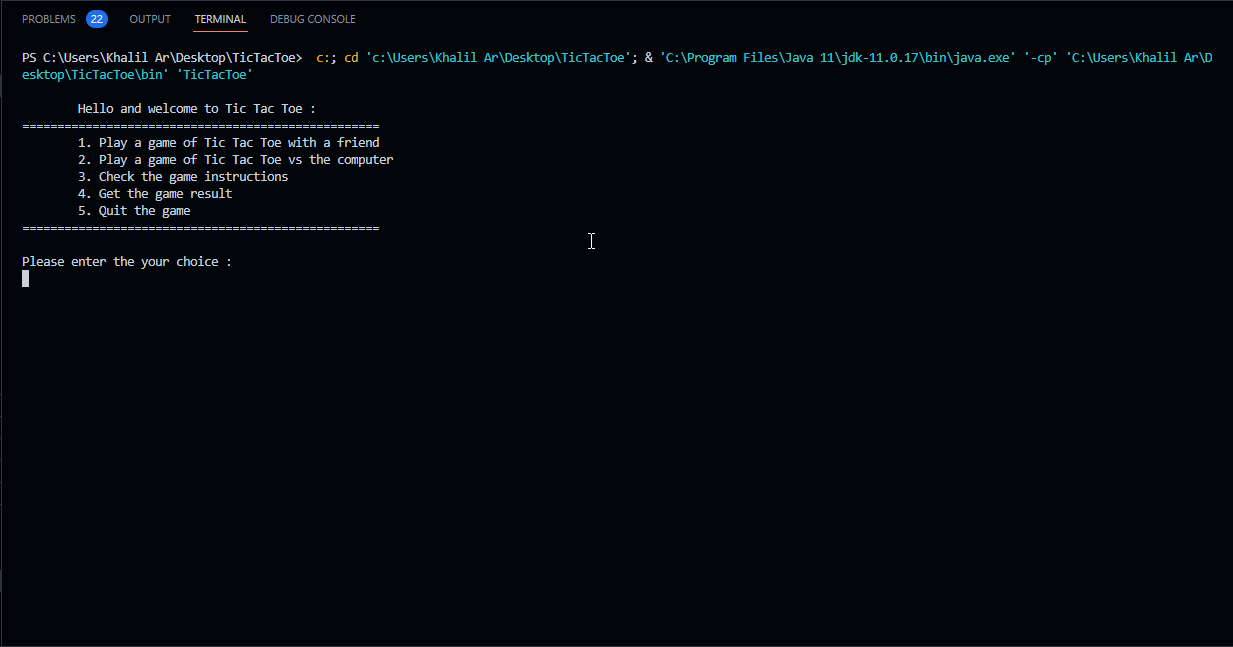 PROBLEMS 22 OUTPUT TERMINAL DEBUG CONSOLE
PS C:\Users\Khalil Ar\Desktop\TicTacToe>  c:; cd 'c:\Users\Khalil Ar\Desktop\TicTacToe'; & 'C:\Program Files\Java 11\jdk-11.0.17\bin\java.exe' '-cp' 'C:\Users\Khalil Ar\D
esktop\TicTacToe\bin' 'TicTacToe'
Hello and welcome to Tic Tac Toe :
===================================================
1. Play a game of Tic Tac Toe with a friend
2. Play a game of Tic Tac Toe vs the computer
3. Check the game instructions
4. Get the game result
5. Quit the game
===================================================
Please enter the your choice :